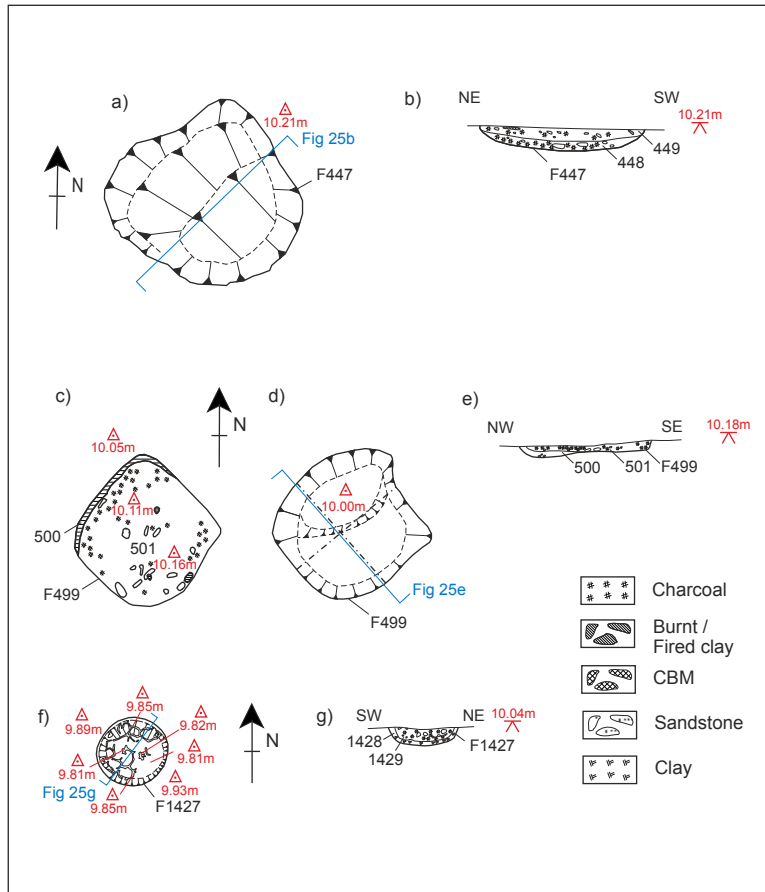 a)
10.21m
Fig 25b
F447
N
b)
NE
SW
10.21m
449
448
F447
c)
10.05m
N
10.11m
500
501
10.16m
F499
d)
10.00m
Fig 25e
F499
e)
NW
SE
10.18m
500
501
F499
Charcoal
Burnt /
Fired clay
CBM
Sandstone
Clay
f)
9.85m
9.89m
9.82m
9.81m
9.81m
Fig 25g
9.93m
9.85m
F1427
N
g)
SW
NE
10.04m
1428
F1427
1429